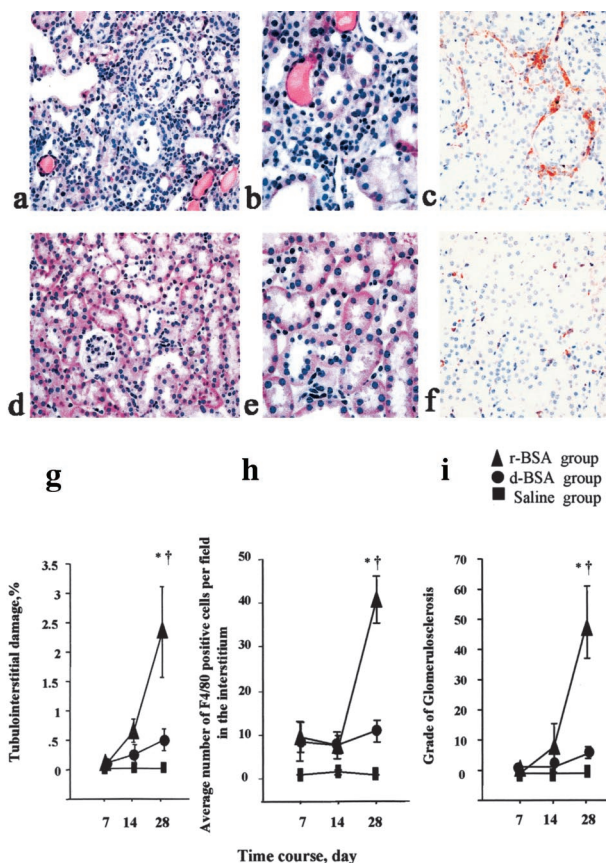 a
b
c
d
e
f
g
h
i
r-BSA group
d-BSA group
Saline group
Tubulointerstitial damage,%
3.5
3
2.5
2
1.5
1
.5
0
* †
7 14 28
Average number of F4/80 positive cells per field
in the interstitium
50
40
30
20
10
0
* †
7 14 28
Grade of Glomerulosclerosis
70
60
50
40
30
20
10
0
* †
7 14 28
Time course, day